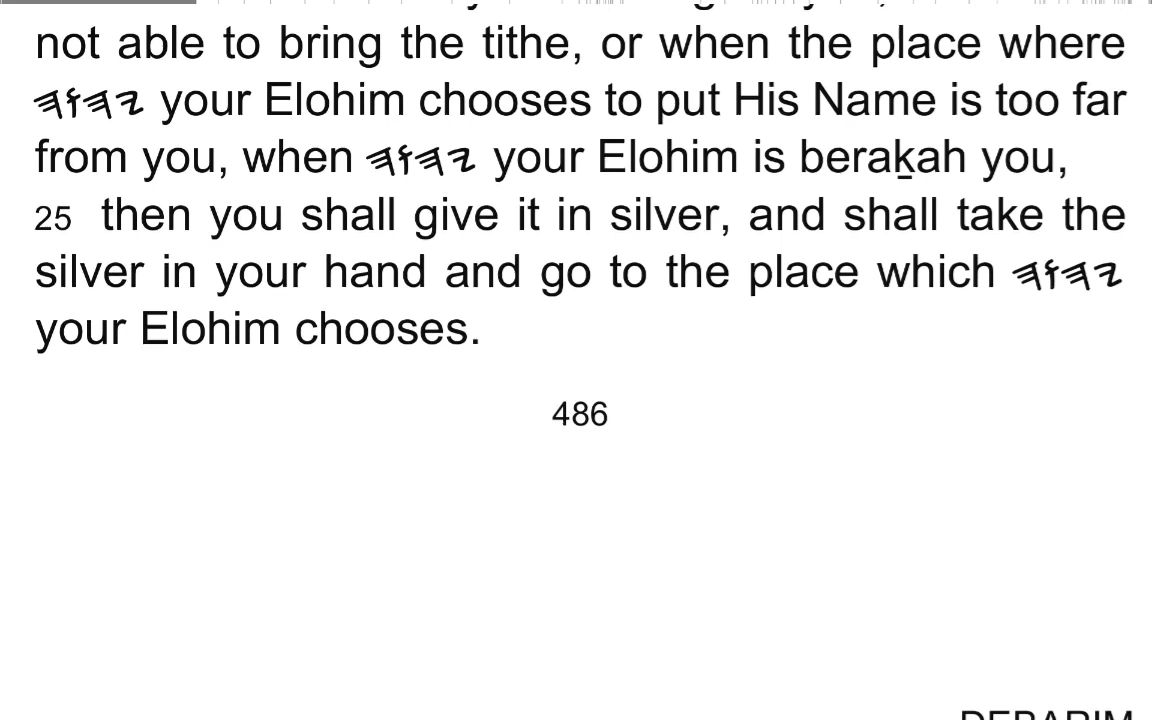 not able to bring the tithe, or when the place where
𐤉𐤄𐤅𐤄 your Elohim chooses to put His Name is too far
from you, when 𐤉𐤄𐤅𐤄 your Elohim is beraḵah you,
25 then you shall give it in silver, and shall take the
silver in your hand and go to the place which 𐤉𐤄𐤅𐤄
your Elohim chooses.
486
DEBARIM